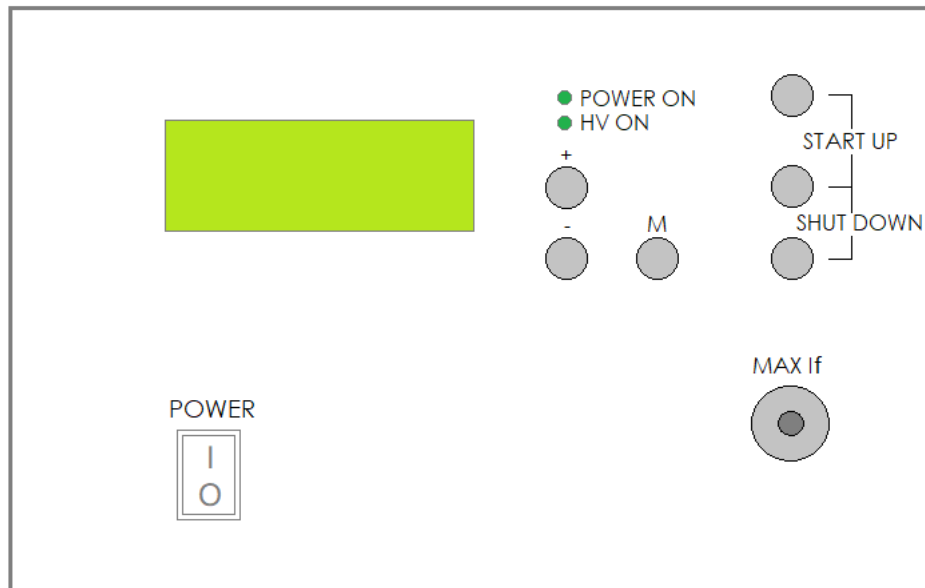 POWER ON
HV ON
+
START UP
-
M
SHUT DOWN
MAX If
POWER
I
O